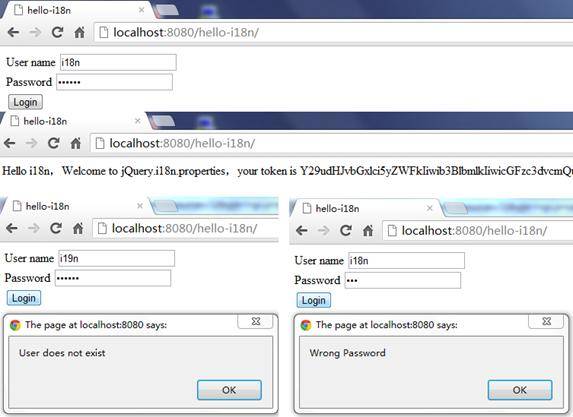 hello-i18n
localhost:8080/hello-i18n/
User name i18n
Password ••••••
Login
hello-i18n
localhost:8080/hello-i18n/
Hello i18n， Welcome to jQuery.i18n.properties， your token is
hello-i18n
localhost:8080/hello-i18n/
User name i19n
Password ••••••
Login
The page at localhost:8080 says:
User does not exist
OK
hello-i18n
localhost:8080/hello-i18n/
User name i18n
Password •••
Login
The page at localhost:8080 says:
Wrong Password
OK